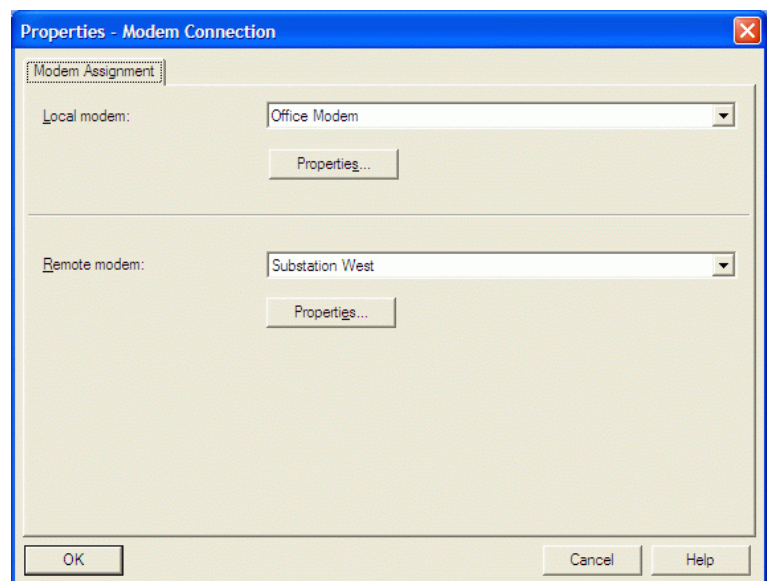 Properties - Modem Connection
Modem Assignment
Local modem: Office Modem
Properties...
Remote modem: Substation West
Properties...
OK Cancel Help